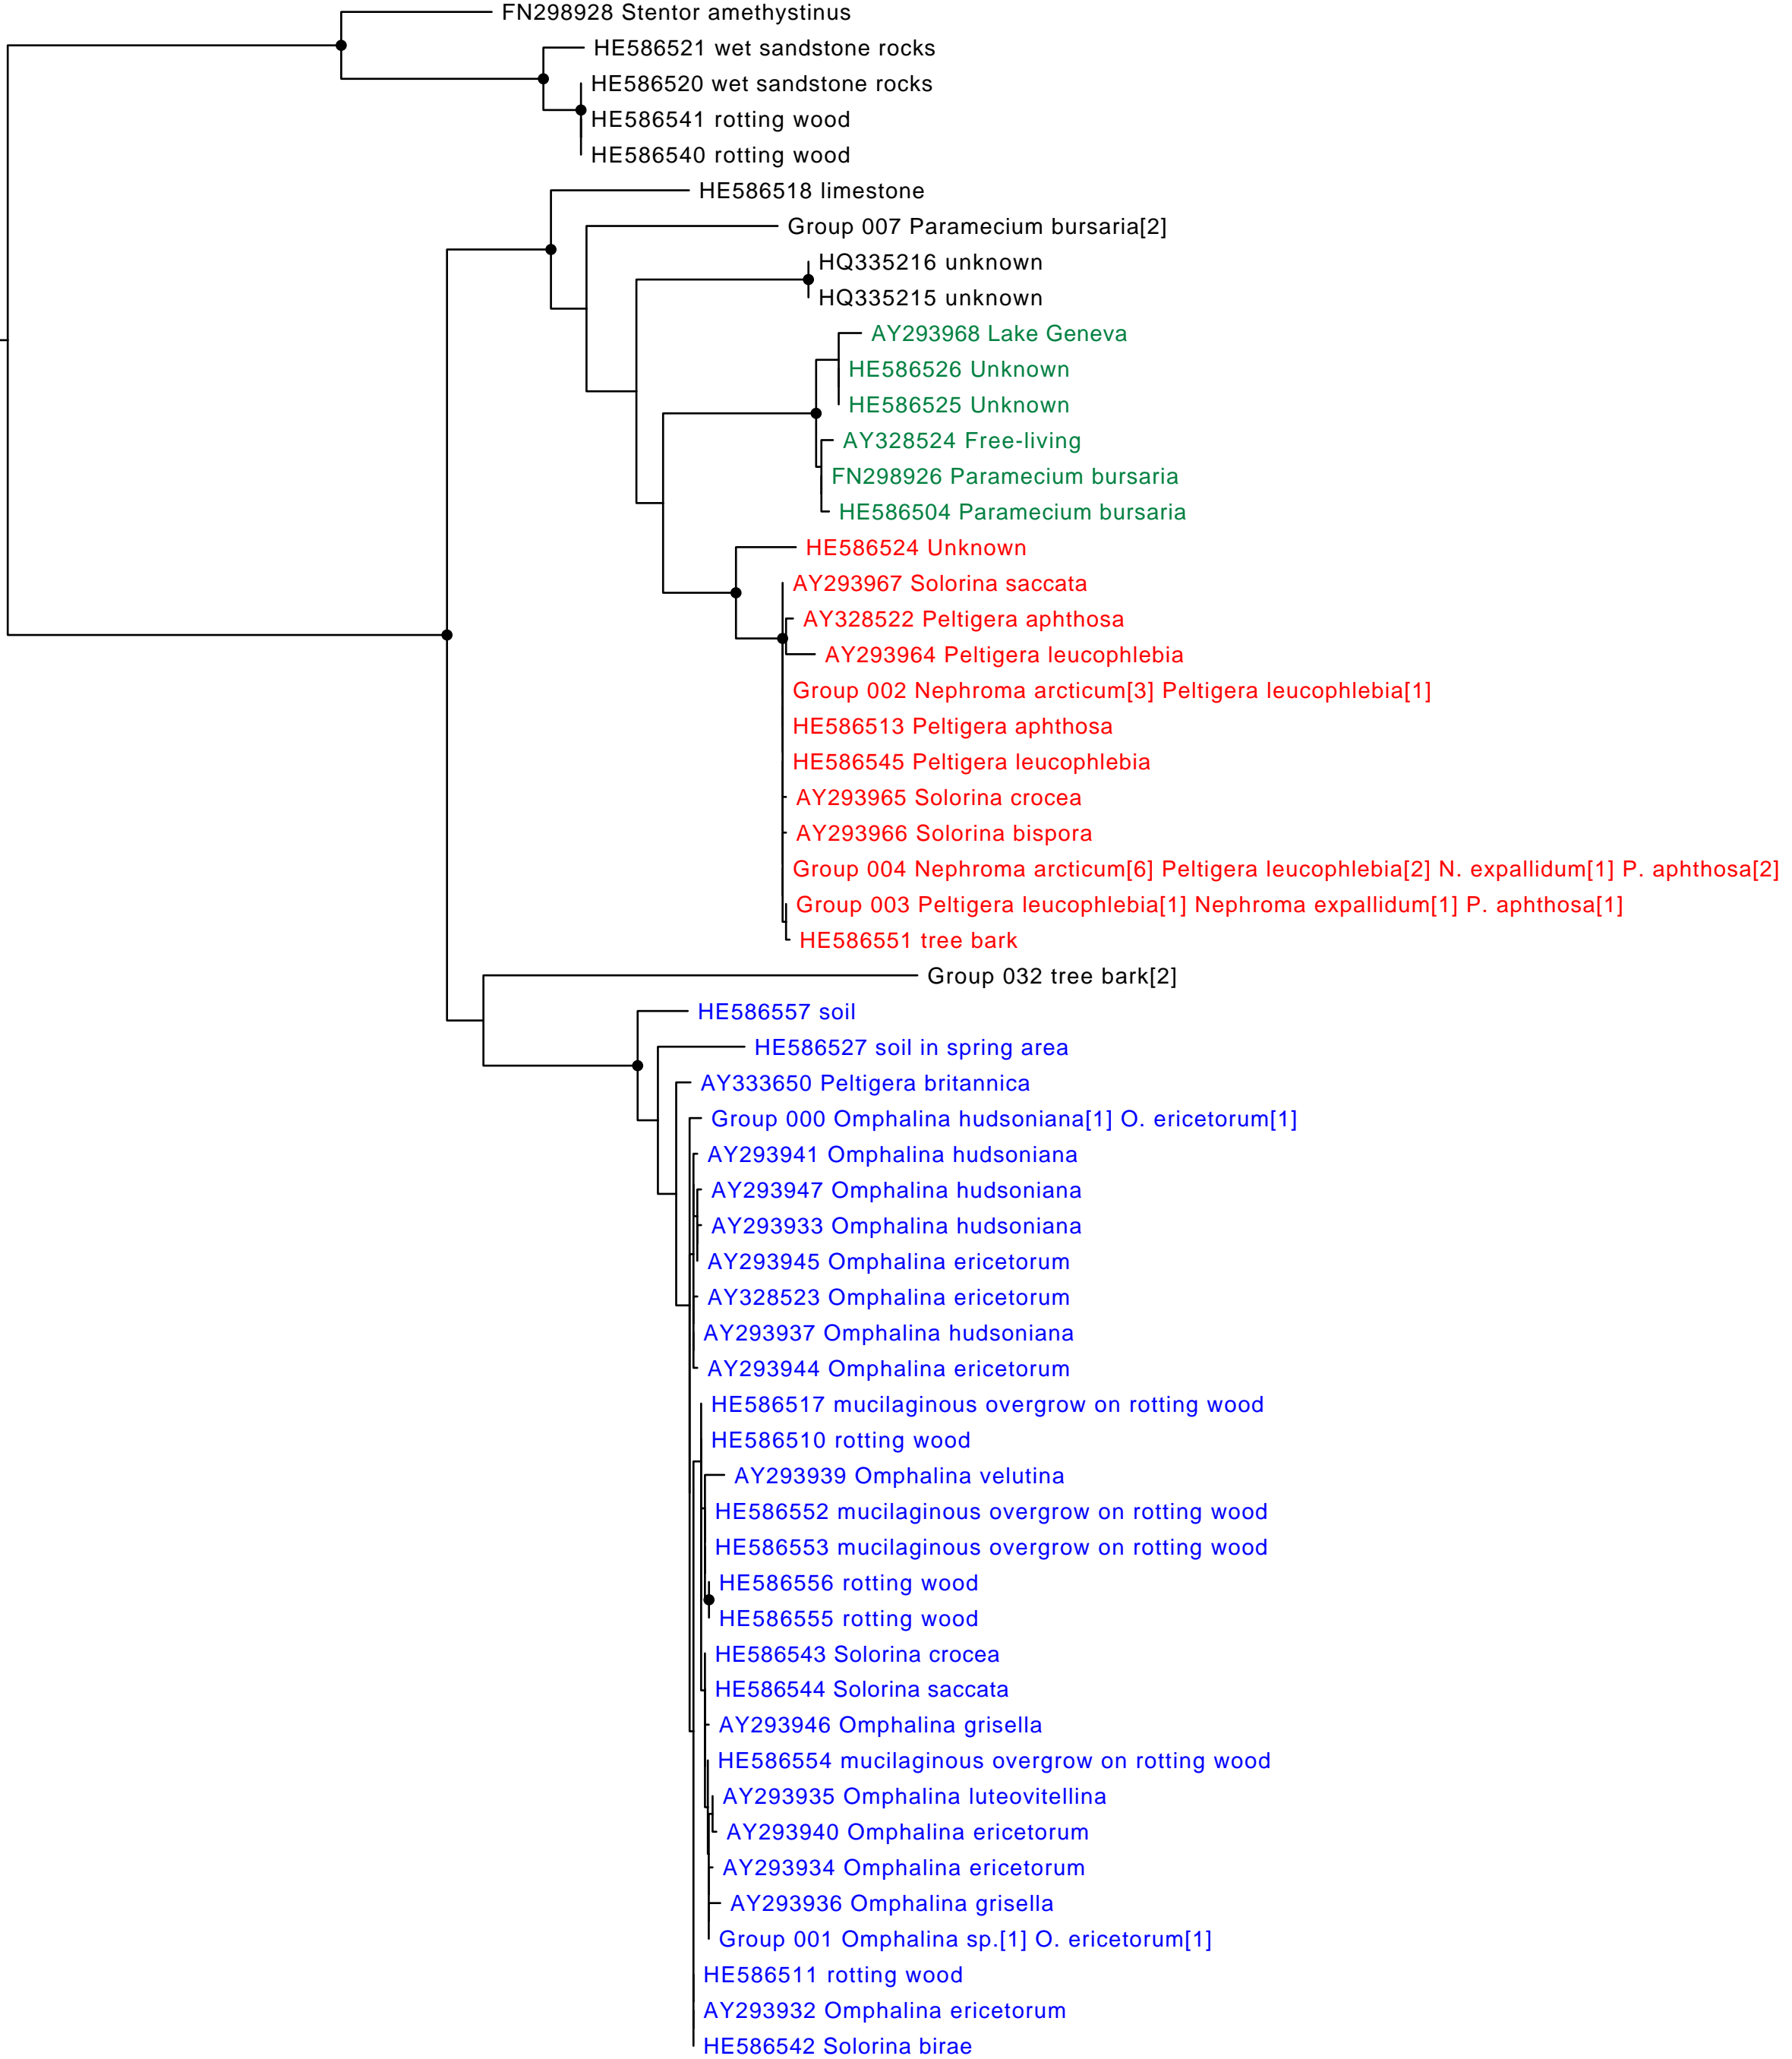 FN298928 Stentor amethystinus
HE586521 wet sandstone rocks
HE586520 wet sandstone rocks
HE586541 rotting wood
HE586540 rotting wood
HE586518 limestone
Group 007 Paramecium bursaria[2]
HQ335216 unknown
HQ335215 unknown
AY293968 Lake Geneva
HE586526 Unknown
HE586525 Unknown
AY328524 Free-living
FN298926 Paramecium bursaria
HE586504 Paramecium bursaria
HE586524 Unknown
AY293967 Solorina saccata
AY328522 Peltigera aphthosa
AY293964 Peltigera leucophlebia
Group 002 Nephroma arcticum[3] Peltigera leucophlebia[1]
HE586513 Peltigera aphthosa
HE586545 Peltigera leucophlebia
AY293965 Solorina crocea
AY293966 Solorina bispora
Group 004 Nephroma arcticum[6] Peltigera leucophlebia[2] N. expallidum[1] P. aphthosa[2]
Group 003 Peltigera leucophlebia[1] Nephroma expallidum[1] P. aphthosa[1]
HE586551 tree bark
Group 032 tree bark[2]
HE586557 soil
HE586527 soil in spring area
AY333650 Peltigera britannica
Group 000 Omphalina hudsoniana[1] O. ericetorum[1]
AY293941 Omphalina hudsoniana
AY293947 Omphalina hudsoniana
AY293933 Omphalina hudsoniana
AY293945 Omphalina ericetorum
AY328523 Omphalina ericetorum
AY293937 Omphalina hudsoniana
AY293944 Omphalina ericetorum
HE586517 mucilaginous overgrow on rotting wood
HE586510 rotting wood
AY293939 Omphalina velutina
HE586552 mucilaginous overgrow on rotting wood
HE586553 mucilaginous overgrow on rotting wood
HE586556 rotting wood
HE586555 rotting wood
HE586543 Solorina crocea
HE586544 Solorina saccata
AY293946 Omphalina grisella
HE586554 mucilaginous overgrow on rotting wood
AY293935 Omphalina luteovitellina
AY293940 Omphalina ericetorum
AY293934 Omphalina ericetorum
AY293936 Omphalina grisella
Group 001 Omphalina sp.[1] O. ericetorum[1]
HE586511 rotting wood
AY293932 Omphalina ericetorum
HE586542 Solorina birae